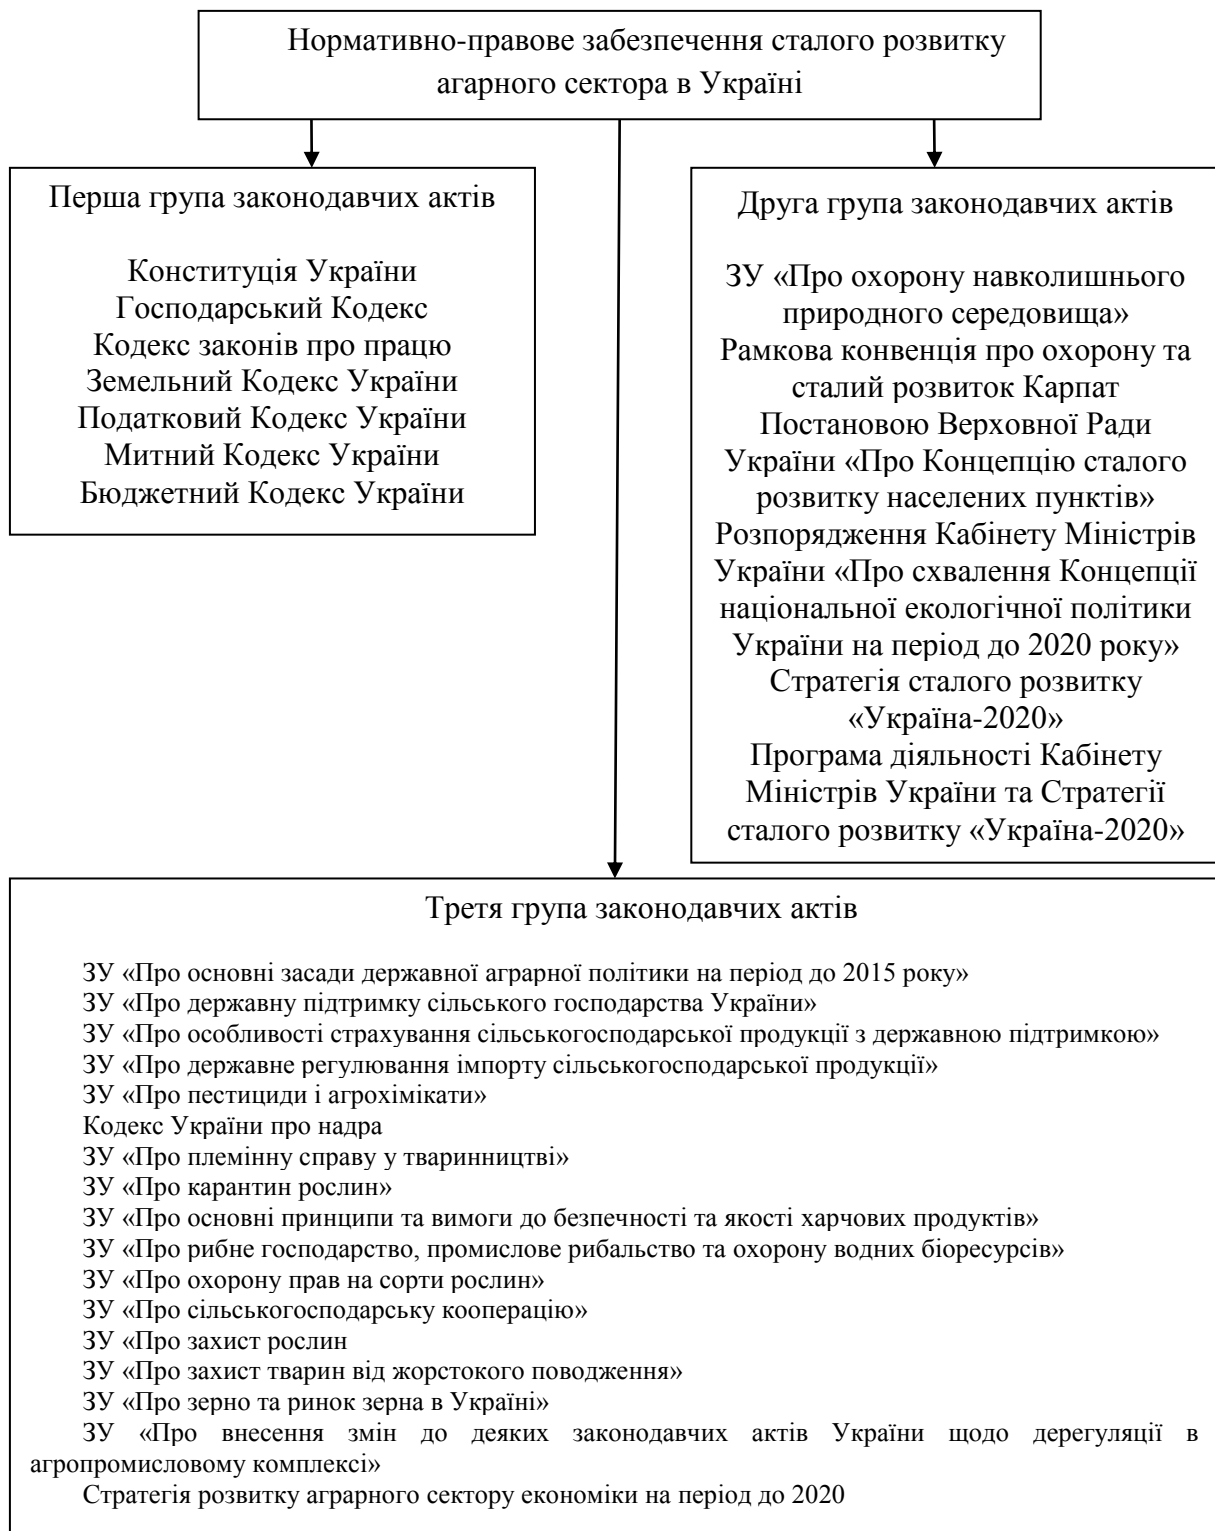 Нормативно-правове забезпечення сталого розвитку
агарного сектора в Україні
Перша група законодавчих актів
Конституція України
Господарський Кодекс
Кодекс законів про працю
Земельний Кодекс України
Податковий Кодекс України
Митний Кодекс України
Бюджетний Кодекс України
Друга група законодавчих актів
ЗУ «Про охорону навколишнього
природного середовища»
Рамкова конвенція про охорону та
сталий розвиток Карпат
Постановою Верховної Ради
України «Про Концепцію сталого
розвитку населених пунктів»
Розпорядження Кабінету Міністрів
України «Про схвалення Концепції
національної екологічної політики
України на період до 2020 року»
Стратегія сталого розвитку
«Україна-2020»
Програма діяльності Кабінету
Міністрів України та Стратегії
сталого розвитку «Україна-2020»
Третя група законодавчих актів
ЗУ «Про основні засади державної аграрної політики на період до 2015 року»
ЗУ «Про державну підтримку сільського господарства України»
ЗУ «Про особливості страхування сільськогосподарської продукції з державною підтримкою»
ЗУ «Про державне регулювання імпорту сільськогосподарської продукції»
ЗУ «Про пестициди і агрохімікати»
Кодекс України про надра
ЗУ «Про племінну справу у тваринництві»
ЗУ «Про карантин рослин»
ЗУ «Про основні принципи та вимоги до безпечності та якості харчових продуктів»
ЗУ «Про рибне господарство, промислове рибальство та охорону водних біоресурсів»
ЗУ «Про охорону прав на сорти рослин»
ЗУ «Про сільськогосподарську кооперацію»
ЗУ «Про захист рослин
ЗУ «Про захист тварин від жорстокого поводження»
ЗУ «Про зерно та ринок зерна в Україні»
ЗУ «Про внесення змін до деяких законодавчих актів України щодо дерегуляції в
агропромисловому комплексі»
Стратегія розвитку аграрного сектору економіки на період до 2020